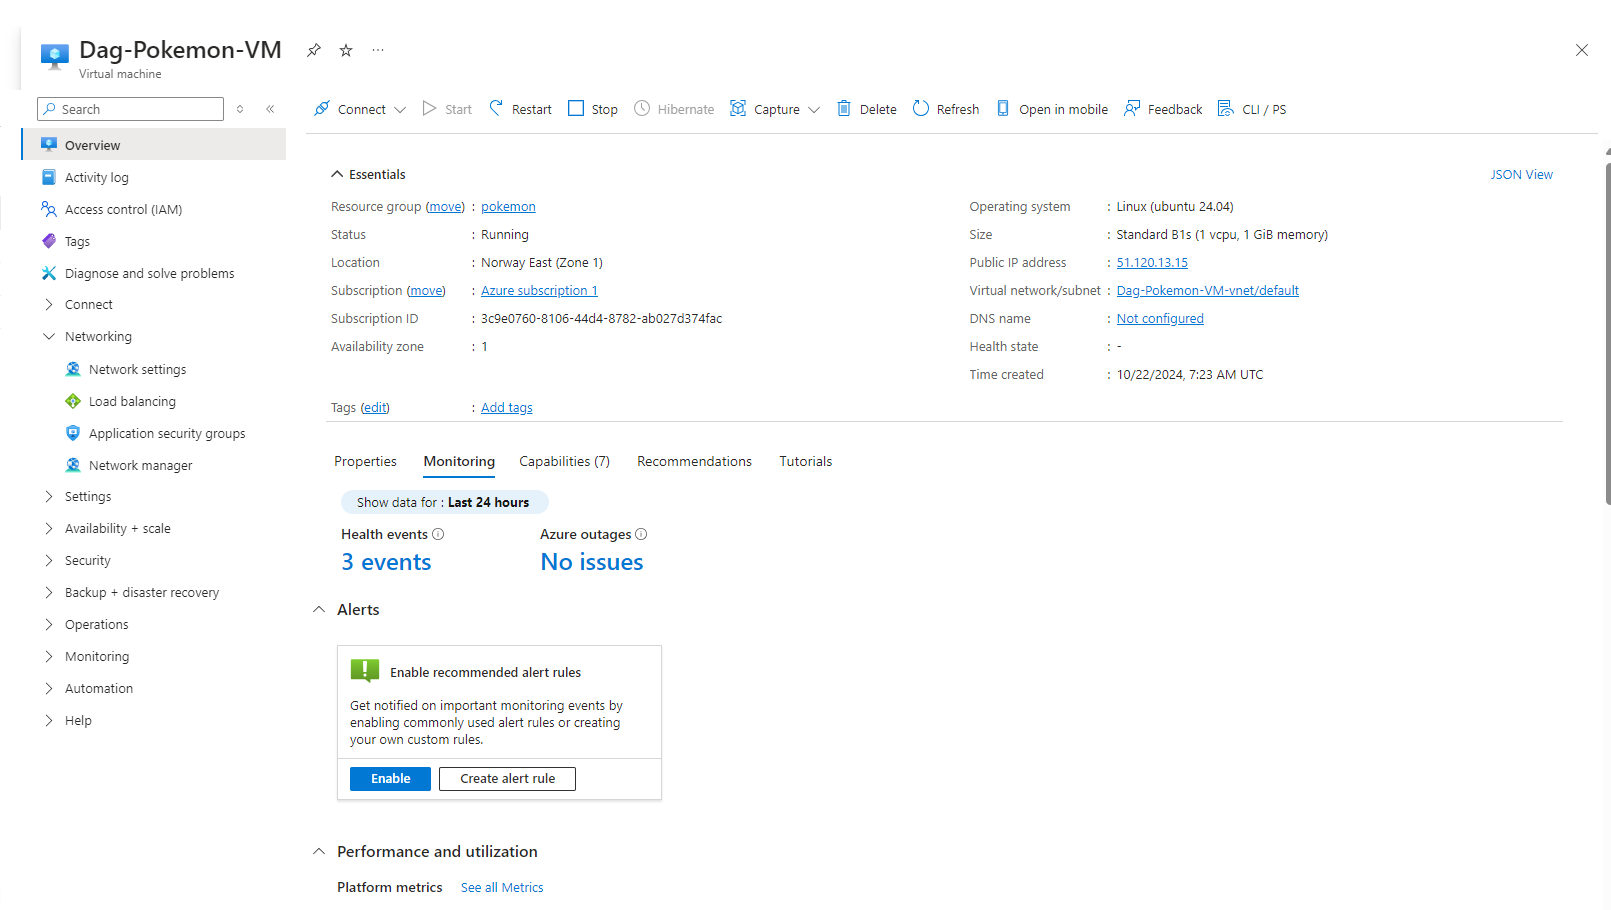 Dag-Pokemon-VM
Virtual machine
Search
Connect Start Restart Stop Hibernate Capture Delete Refresh Open in mobile Feedback CLI / PS
Overview
Activity log
Access control (IAM)
Tags
Diagnose and solve problems
Connect
Networking
Network settings
Load balancing
Application security groups
Network manager
Settings
Availability + scale
Security
Backup + disaster recovery
Operations
Monitoring
Automation
Help
Essentials
JSON View
Resource group (move) : pokemon
Status : Running
Location : Norway East (Zone 1)
Subscription (move) : Azure subscription 1
Subscription ID : 3c9e0760-8106-44d4-8782-ab027d374fac
Availability zone : 1
Operating system : Linux (ubuntu 24.04)
Size : Standard B1s (1 vcpu, 1 GiB memory)
Public IP address : 51.120.13.15
Virtual network/subnet : Dag-Pokemon-VM-vnet/default
DNS name : Not configured
Health state : -
Time created : 10/22/2024, 7:23 AM UTC
Tags (edit) : Add tags
Properties Monitoring Capabilities (7) Recommendations Tutorials
Show data for : Last 24 hours
Health events Azure outages
3 events No issues
Alerts
Enable recommended alert rules
Get notified on important monitoring events by
enabling commonly used alert rules or creating
your own custom rules.
Enable Create alert rule
Performance and utilization
Platform metrics See all Metrics